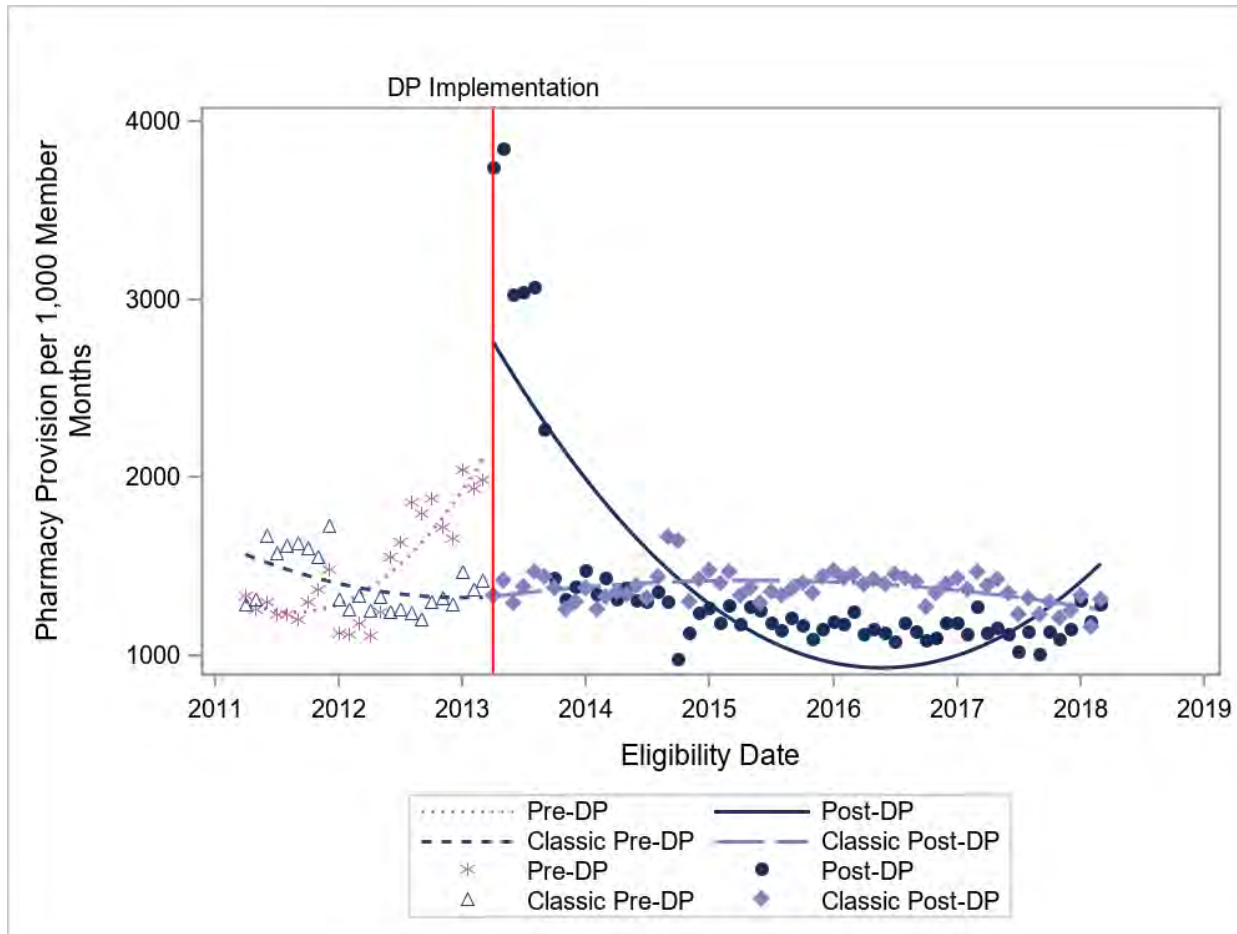 DP Implementation
Pharmacy Provision per 1,000 Member
Months
4000
3000
2000
1000
2011 2012 2013 2014 2015 2016 2017 2018 2019
Eligibility Date
Pre-DP Post-DP
Classic Pre-DP Classic Post-DP
Pre-DP Post-DP
Classic Pre-DP Classic Post-DP